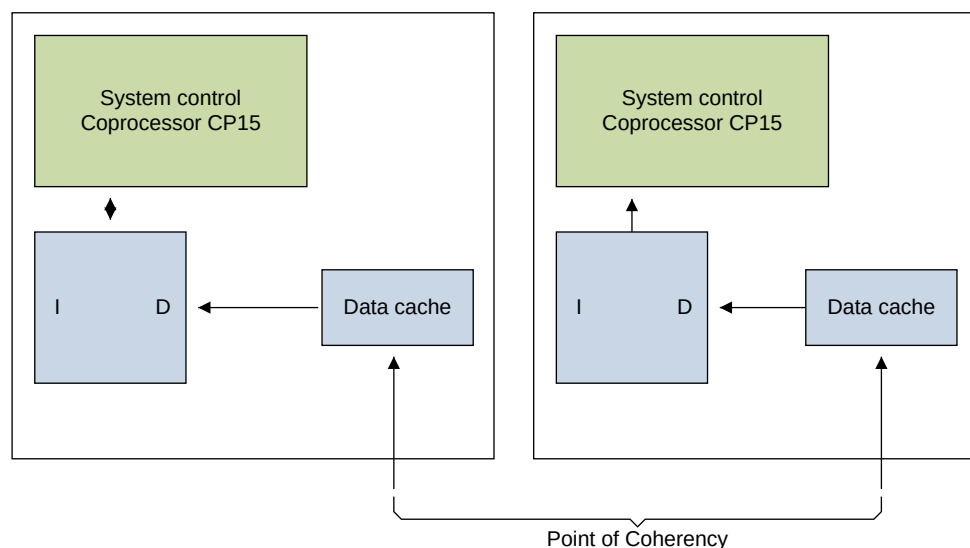 System control
Coprocessor CP15
System control
Coprocessor CP15
I
D
Data cache
I
D
Data cache
Point of Coherency